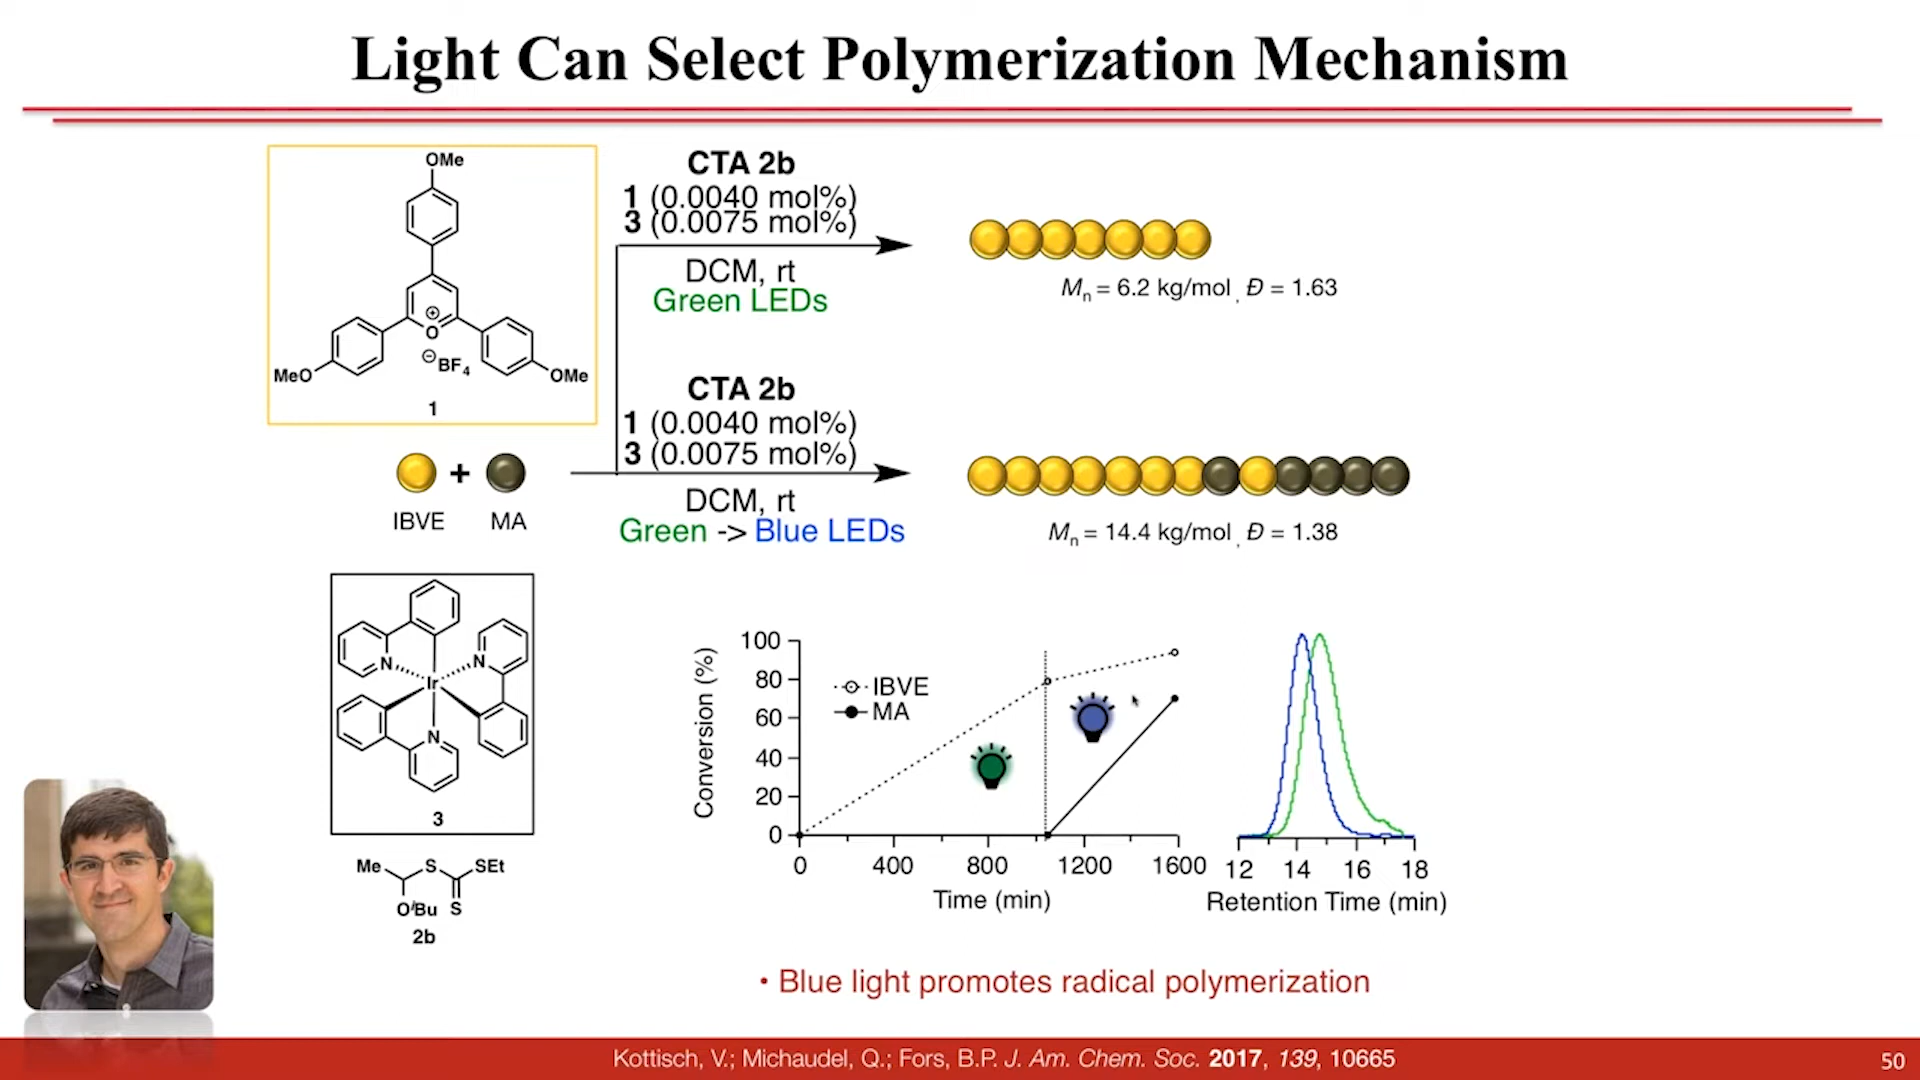 Light Can Select Polymerization Mechanism
OMe
MeO
OMe
O
⊕
⊖BF4
1
CTA 2b
1 (0.0040 mol%)
3 (0.0075 mol%)
DCM, rt
Green LEDs
Mn = 6.2 kg/mol , Đ = 1.63
CTA 2b
1 (0.0040 mol%)
3 (0.0075 mol%)
DCM, rt
Green -> Blue LEDs
Mn = 14.4 kg/mol , Đ = 1.38
+
IBVE MA
N
N
Ir
N
3
Me S SEt
OiBu S
2b
Conversion (%)
100
80
60
40
20
0
IBVE
MA
0 400 800 1200 1600
Time (min)
12 14 16 18
Retention Time (min)
• Blue light promotes radical polymerization
Kottisch, V.; Michaudel, Q.; Fors, B.P. J. Am. Chem. Soc. 2017, 139, 10665
50